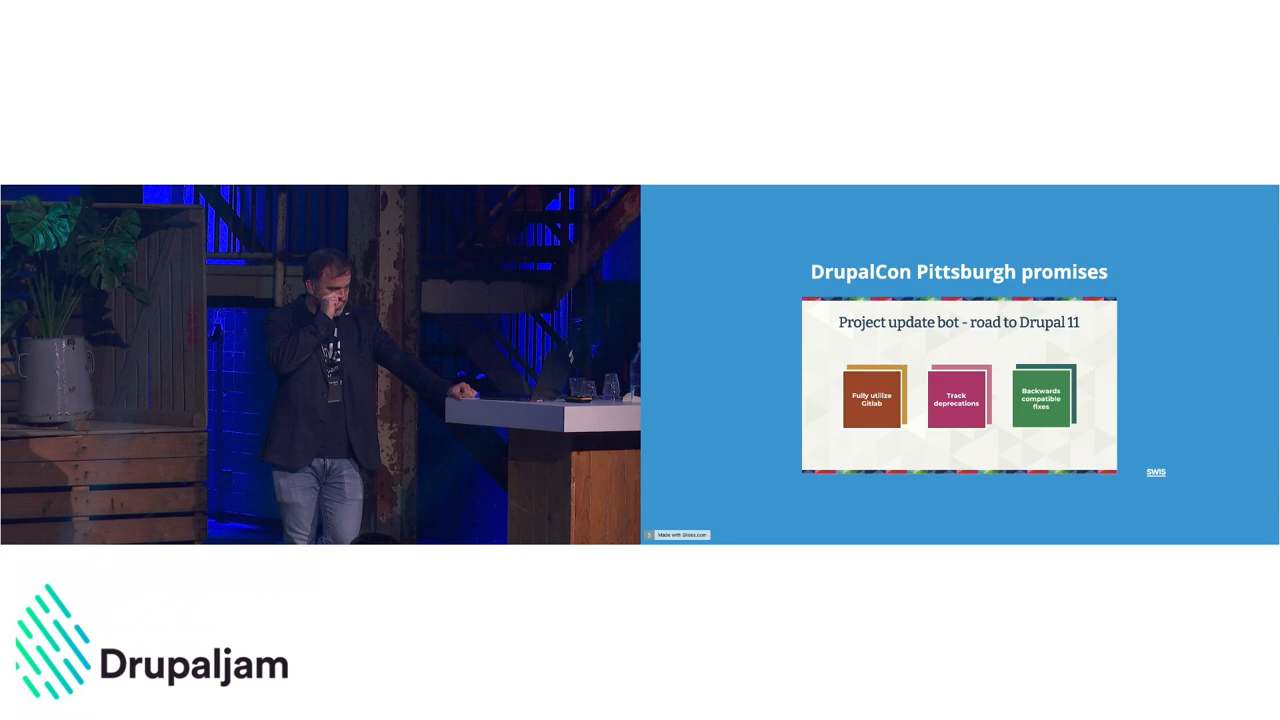 DrupalCon Pittsburgh promises
Project update bot - road to Drupal 11
Fully utilize
Gitlab
Track
deprecations
Backwards
compatible
fixes
SWIS
Made with Slides.com
Drupaljam